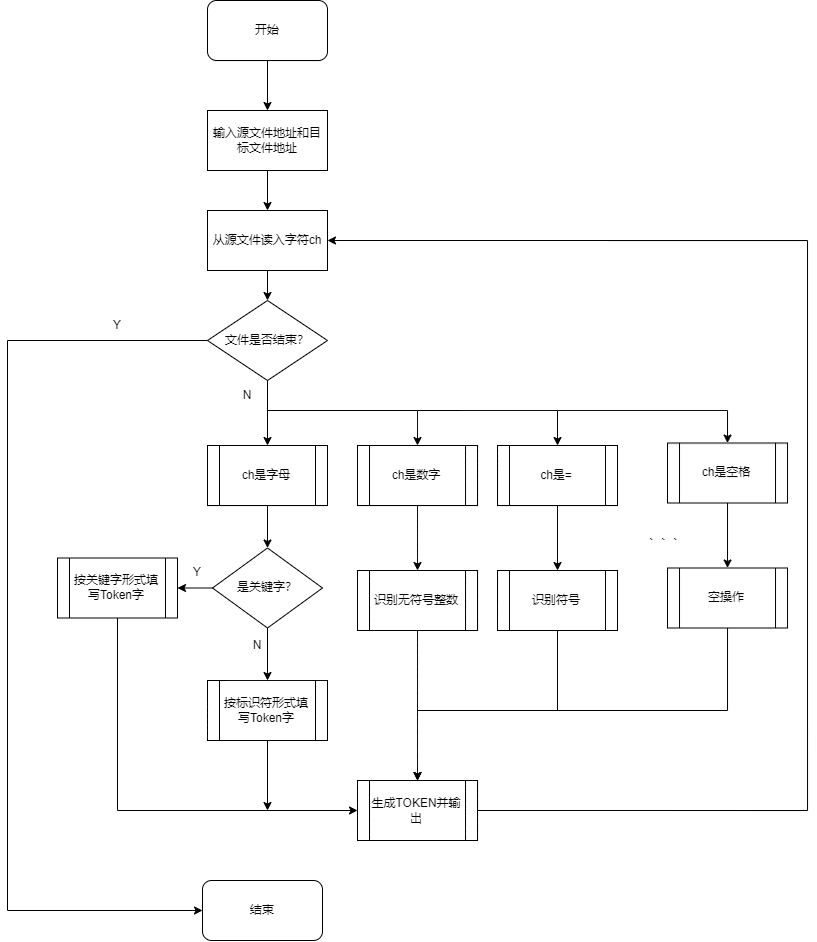 开始
输入源文件地址和目
标文件地址
从源文件读入字符ch
文件是否结束?
Y
N
ch是字母
ch是数字
ch是=
ch是空格
、、、
按关键字形式填
写Token字
Y
是关键字?
识别无符号整数
识别符号
空操作
N
按标识符形式填
写Token字
生成TOKEN并输
出
结束